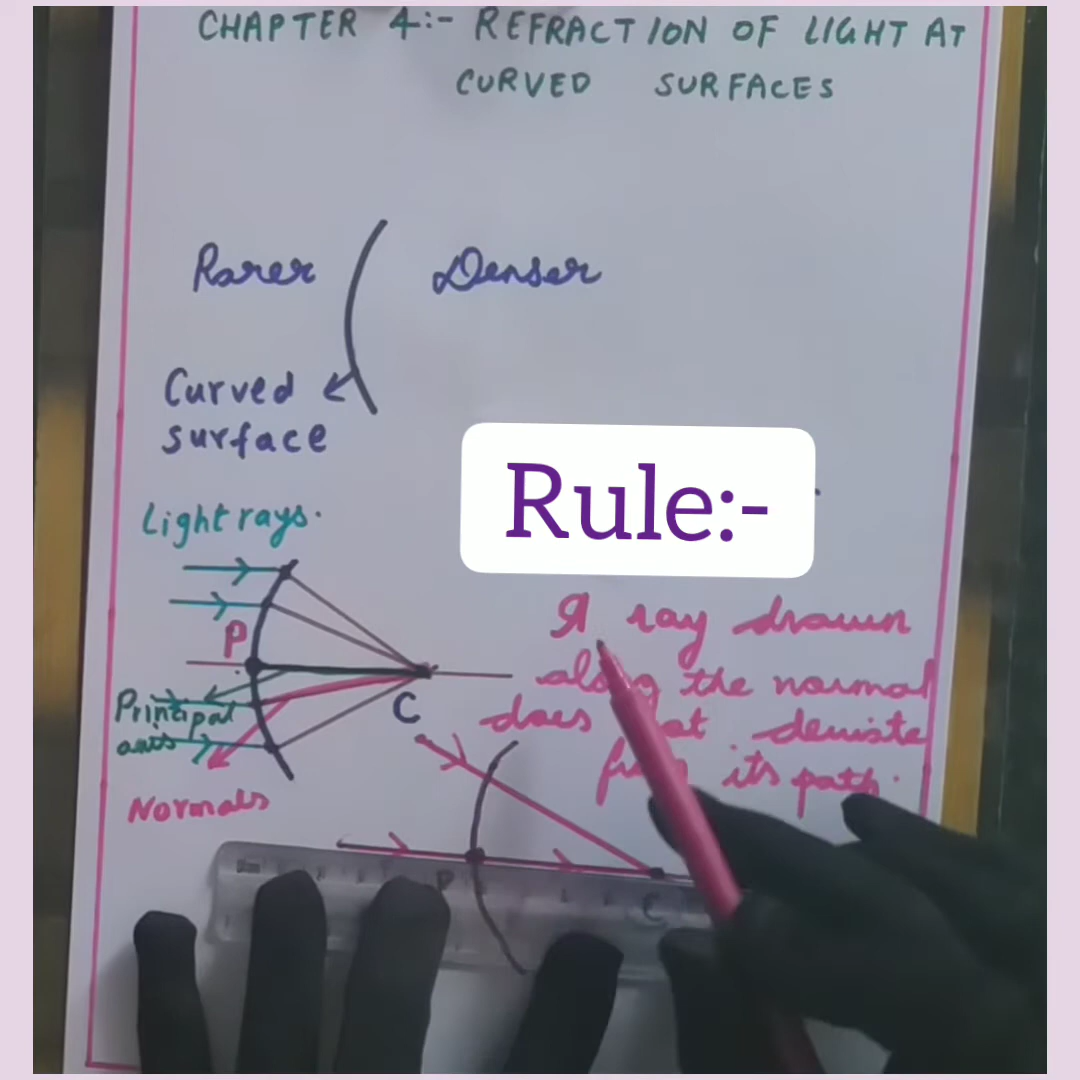 CHAPTER 4:- REFRACTION OF LIGHT AT
CURVED SURFACES
Rarer Denser
Curved
surface
Rule:-
Light rays.
A ray drawn
along the normal
does deviate
from its path.
P
C
Principal
axis
Normals
P
C